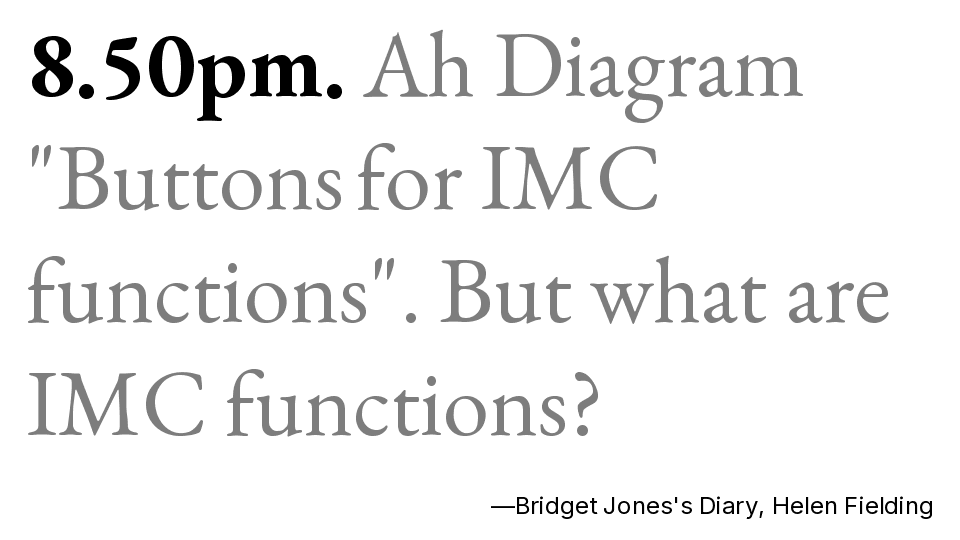 8.50pm. Ah Diagram
"Buttons for IMC
functions". But what are
IMC functions?
—Bridget Jones's Diary, Helen Fielding